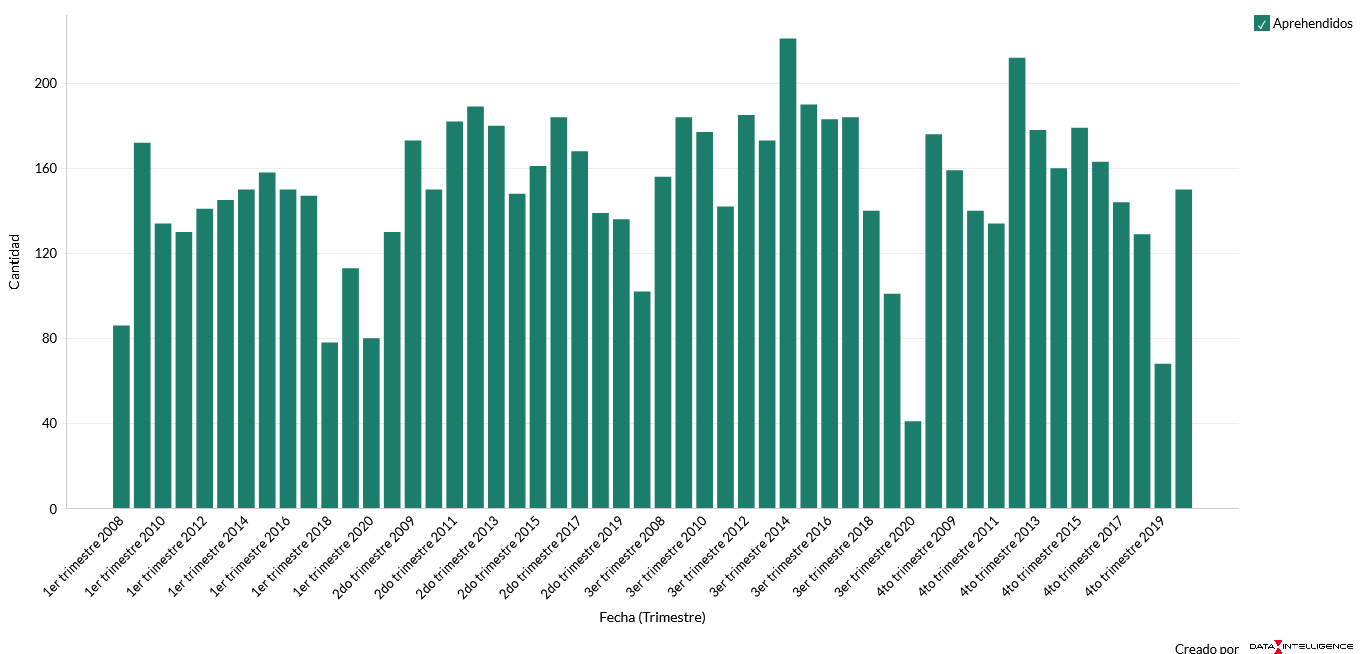 Aprehendidos
200
160
120
80
40
0
Cantidad
1er trimestre 2008
1er trimestre 2010
1er trimestre 2012
1er trimestre 2014
1er trimestre 2016
1er trimestre 2018
1er trimestre 2020
2do trimestre 2009
2do trimestre 2011
2do trimestre 2013
2do trimestre 2015
2do trimestre 2017
2do trimestre 2019
3er trimestre 2008
3er trimestre 2010
3er trimestre 2012
3er trimestre 2014
3er trimestre 2016
3er trimestre 2018
3er trimestre 2020
4to trimestre 2009
4to trimestre 2011
4to trimestre 2013
4to trimestre 2015
4to trimestre 2017
4to trimestre 2019
Fecha (Trimestre)
Creado por DATA INTELLIGENCE